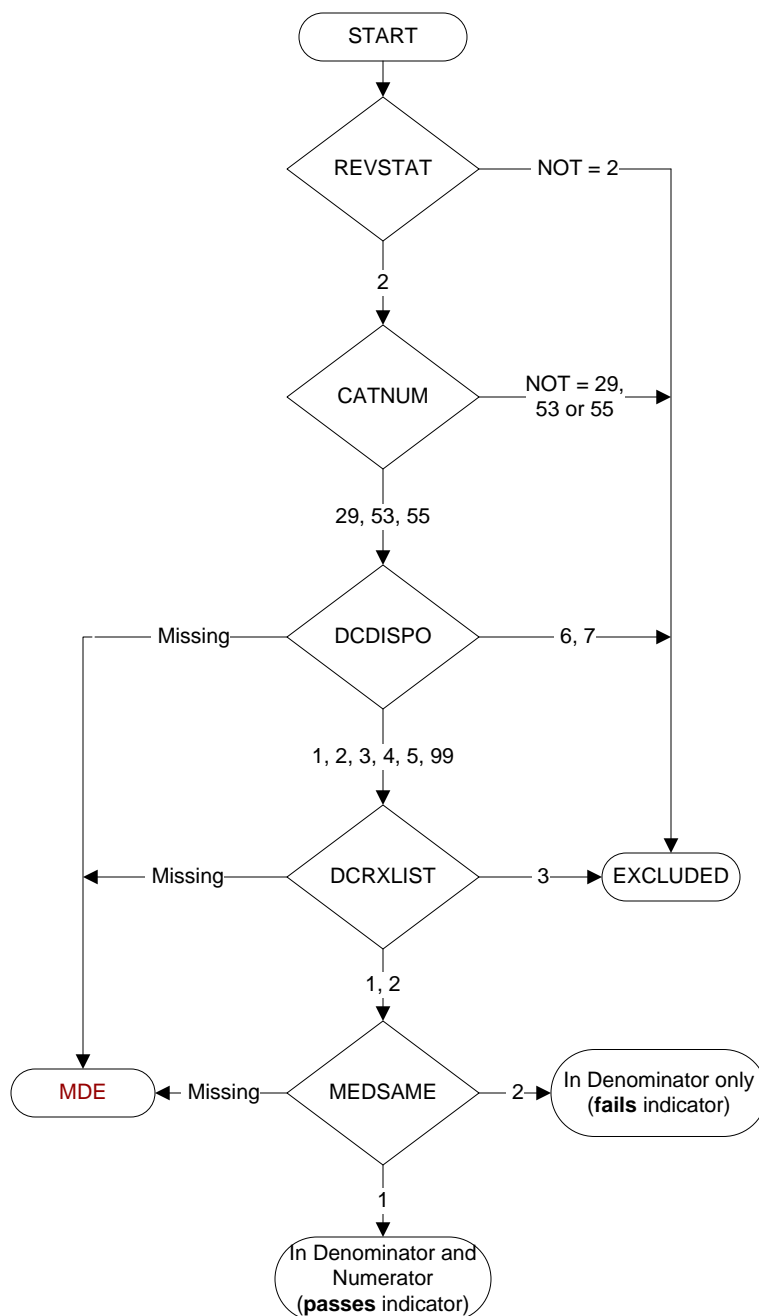 START
REVSTAT
NOT = 2
2
CATNUM
NOT = 29,
53 or 55
29, 53, 55
Missing
DCDISPO
6, 7
1, 2, 3, 4, 5, 99
Missing
DCRXLIST
3
EXCLUDED
1, 2
MDE
Missing
MEDSAME
2
In Denominator only
(fails indicator)
1
In Denominator and
Numerator
(passes indicator)